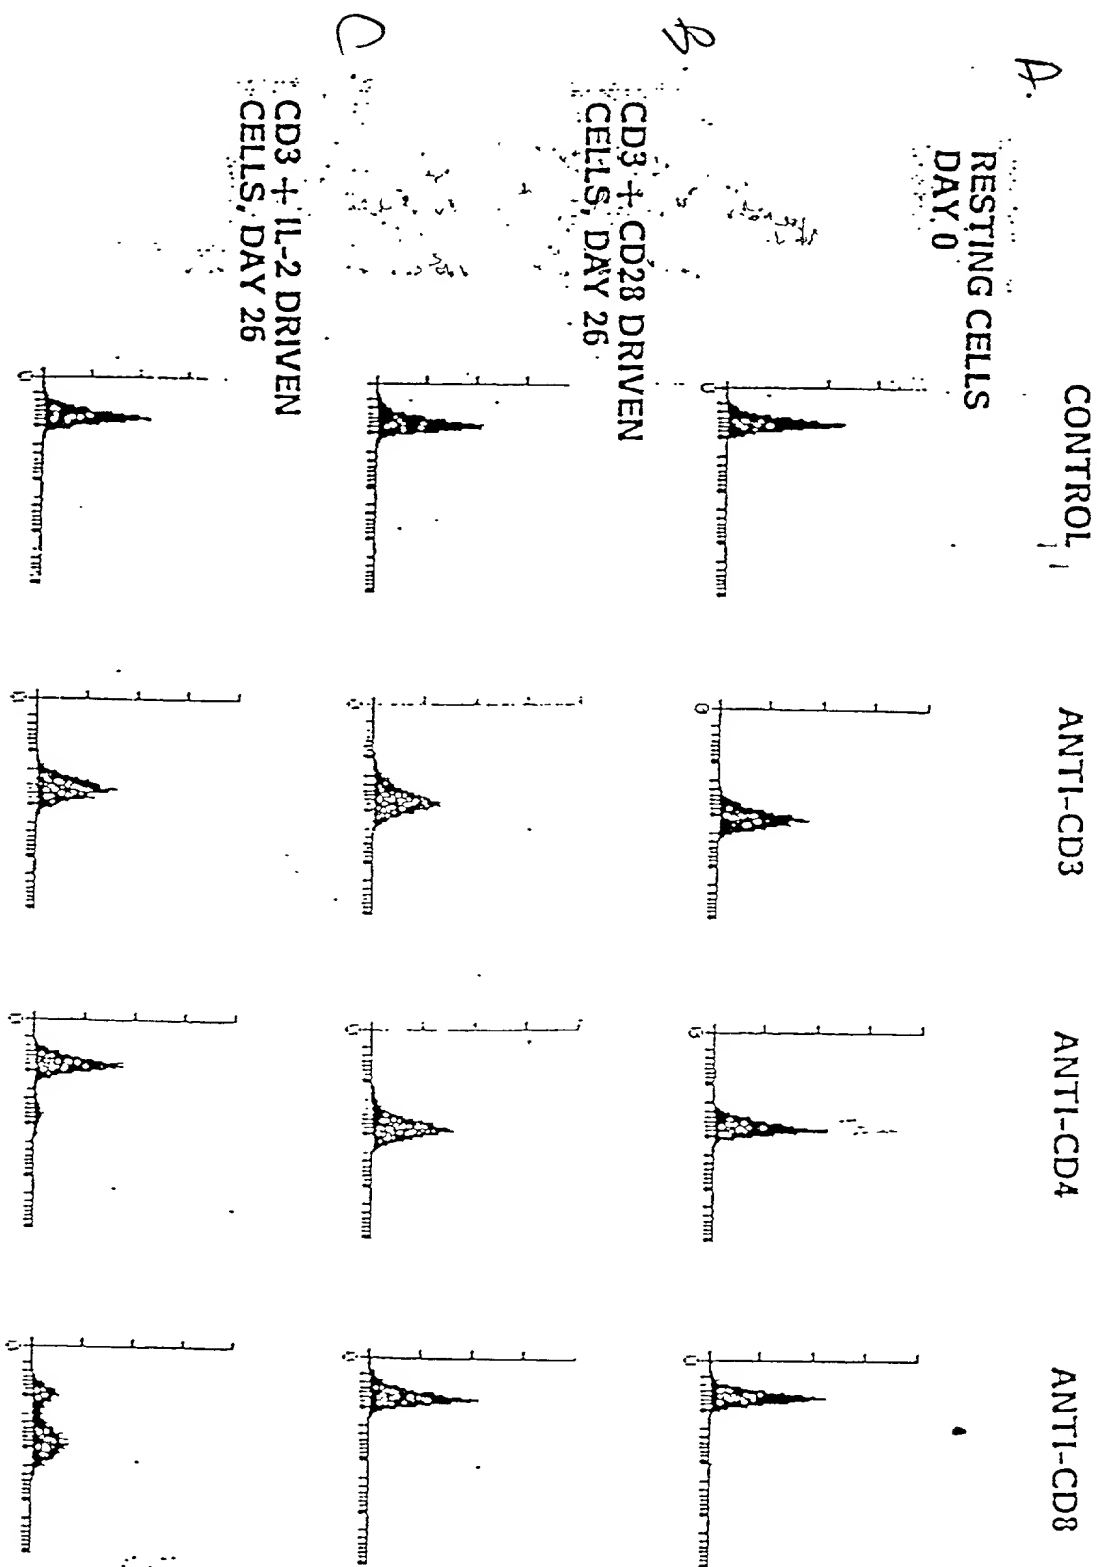 CONTROL
ANTI-CD3
ANTI-CD4
ANTI-CD8
A.
RESTING CELLS
DAY 0
B.
CD3 + CD28 DRIVEN
CELLS, DAY 26
C.
CD3 + IL-2 DRIVEN
CELLS, DAY 26